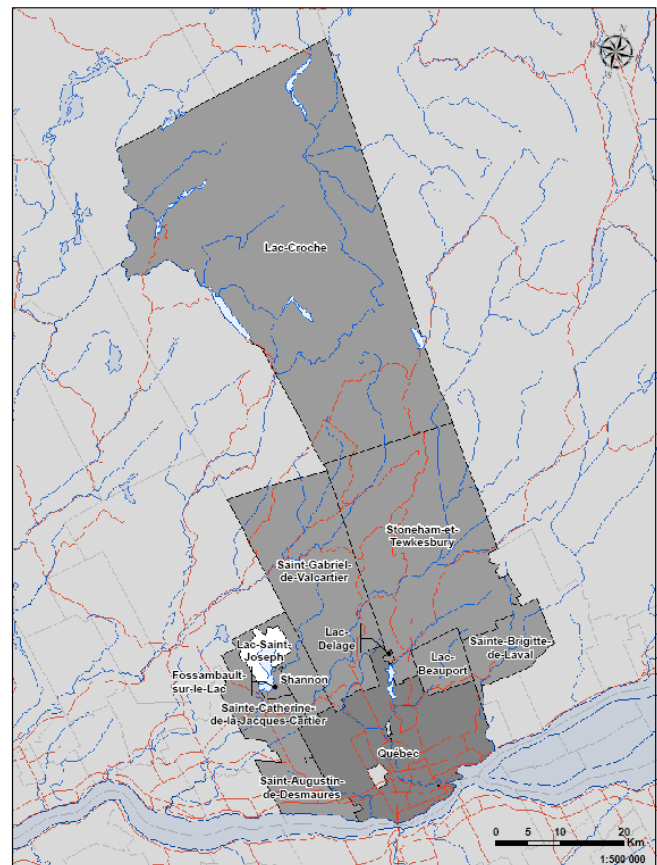 N
W
E
S
Lac-Croche
Stoneham-et-
Tewkesbury
Saint-Gabriel-
de-Valcartier
Lac-
Delage
Sainte-Brigitte-
de-Laval
Lac-
Beauport
Lac-Saint-
Joseph
Fossambault-
sur-le-Lac
Shannon
Sainte-Catherine-
de-la-Jacques-Cartier
Québec
Saint-Augustin-
de-Desmaures
0 5 10 20
Km
1:500 000